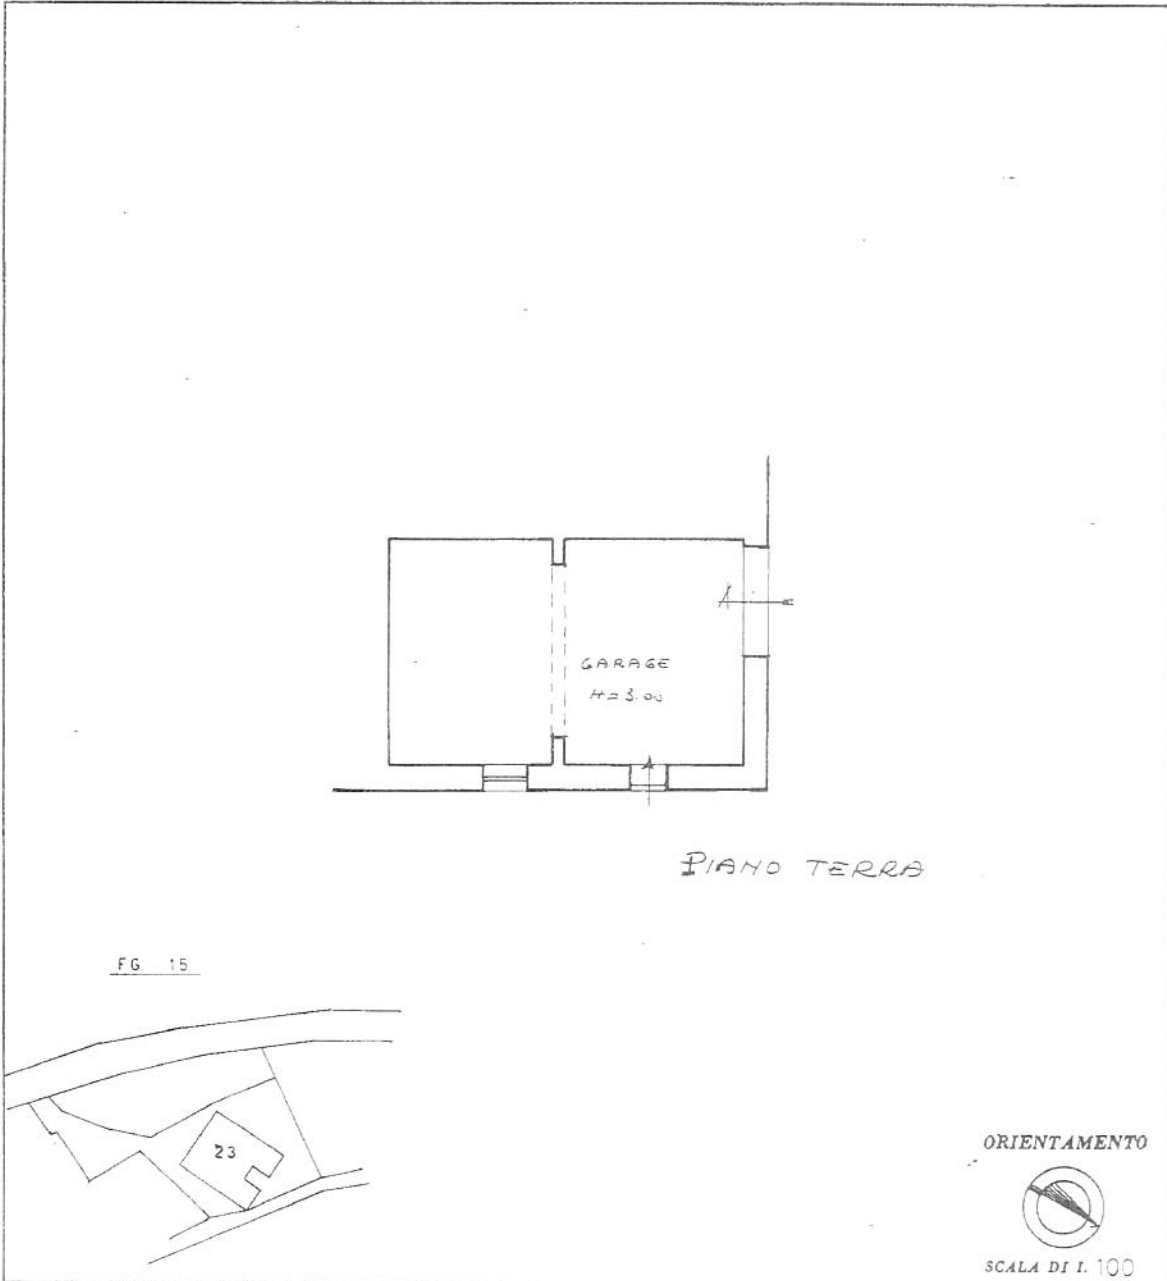 GARAGE
H=3.00
PIANO TERRA
FG. 15
23
ORIENTAMENTO
SCALA DI 1: 100